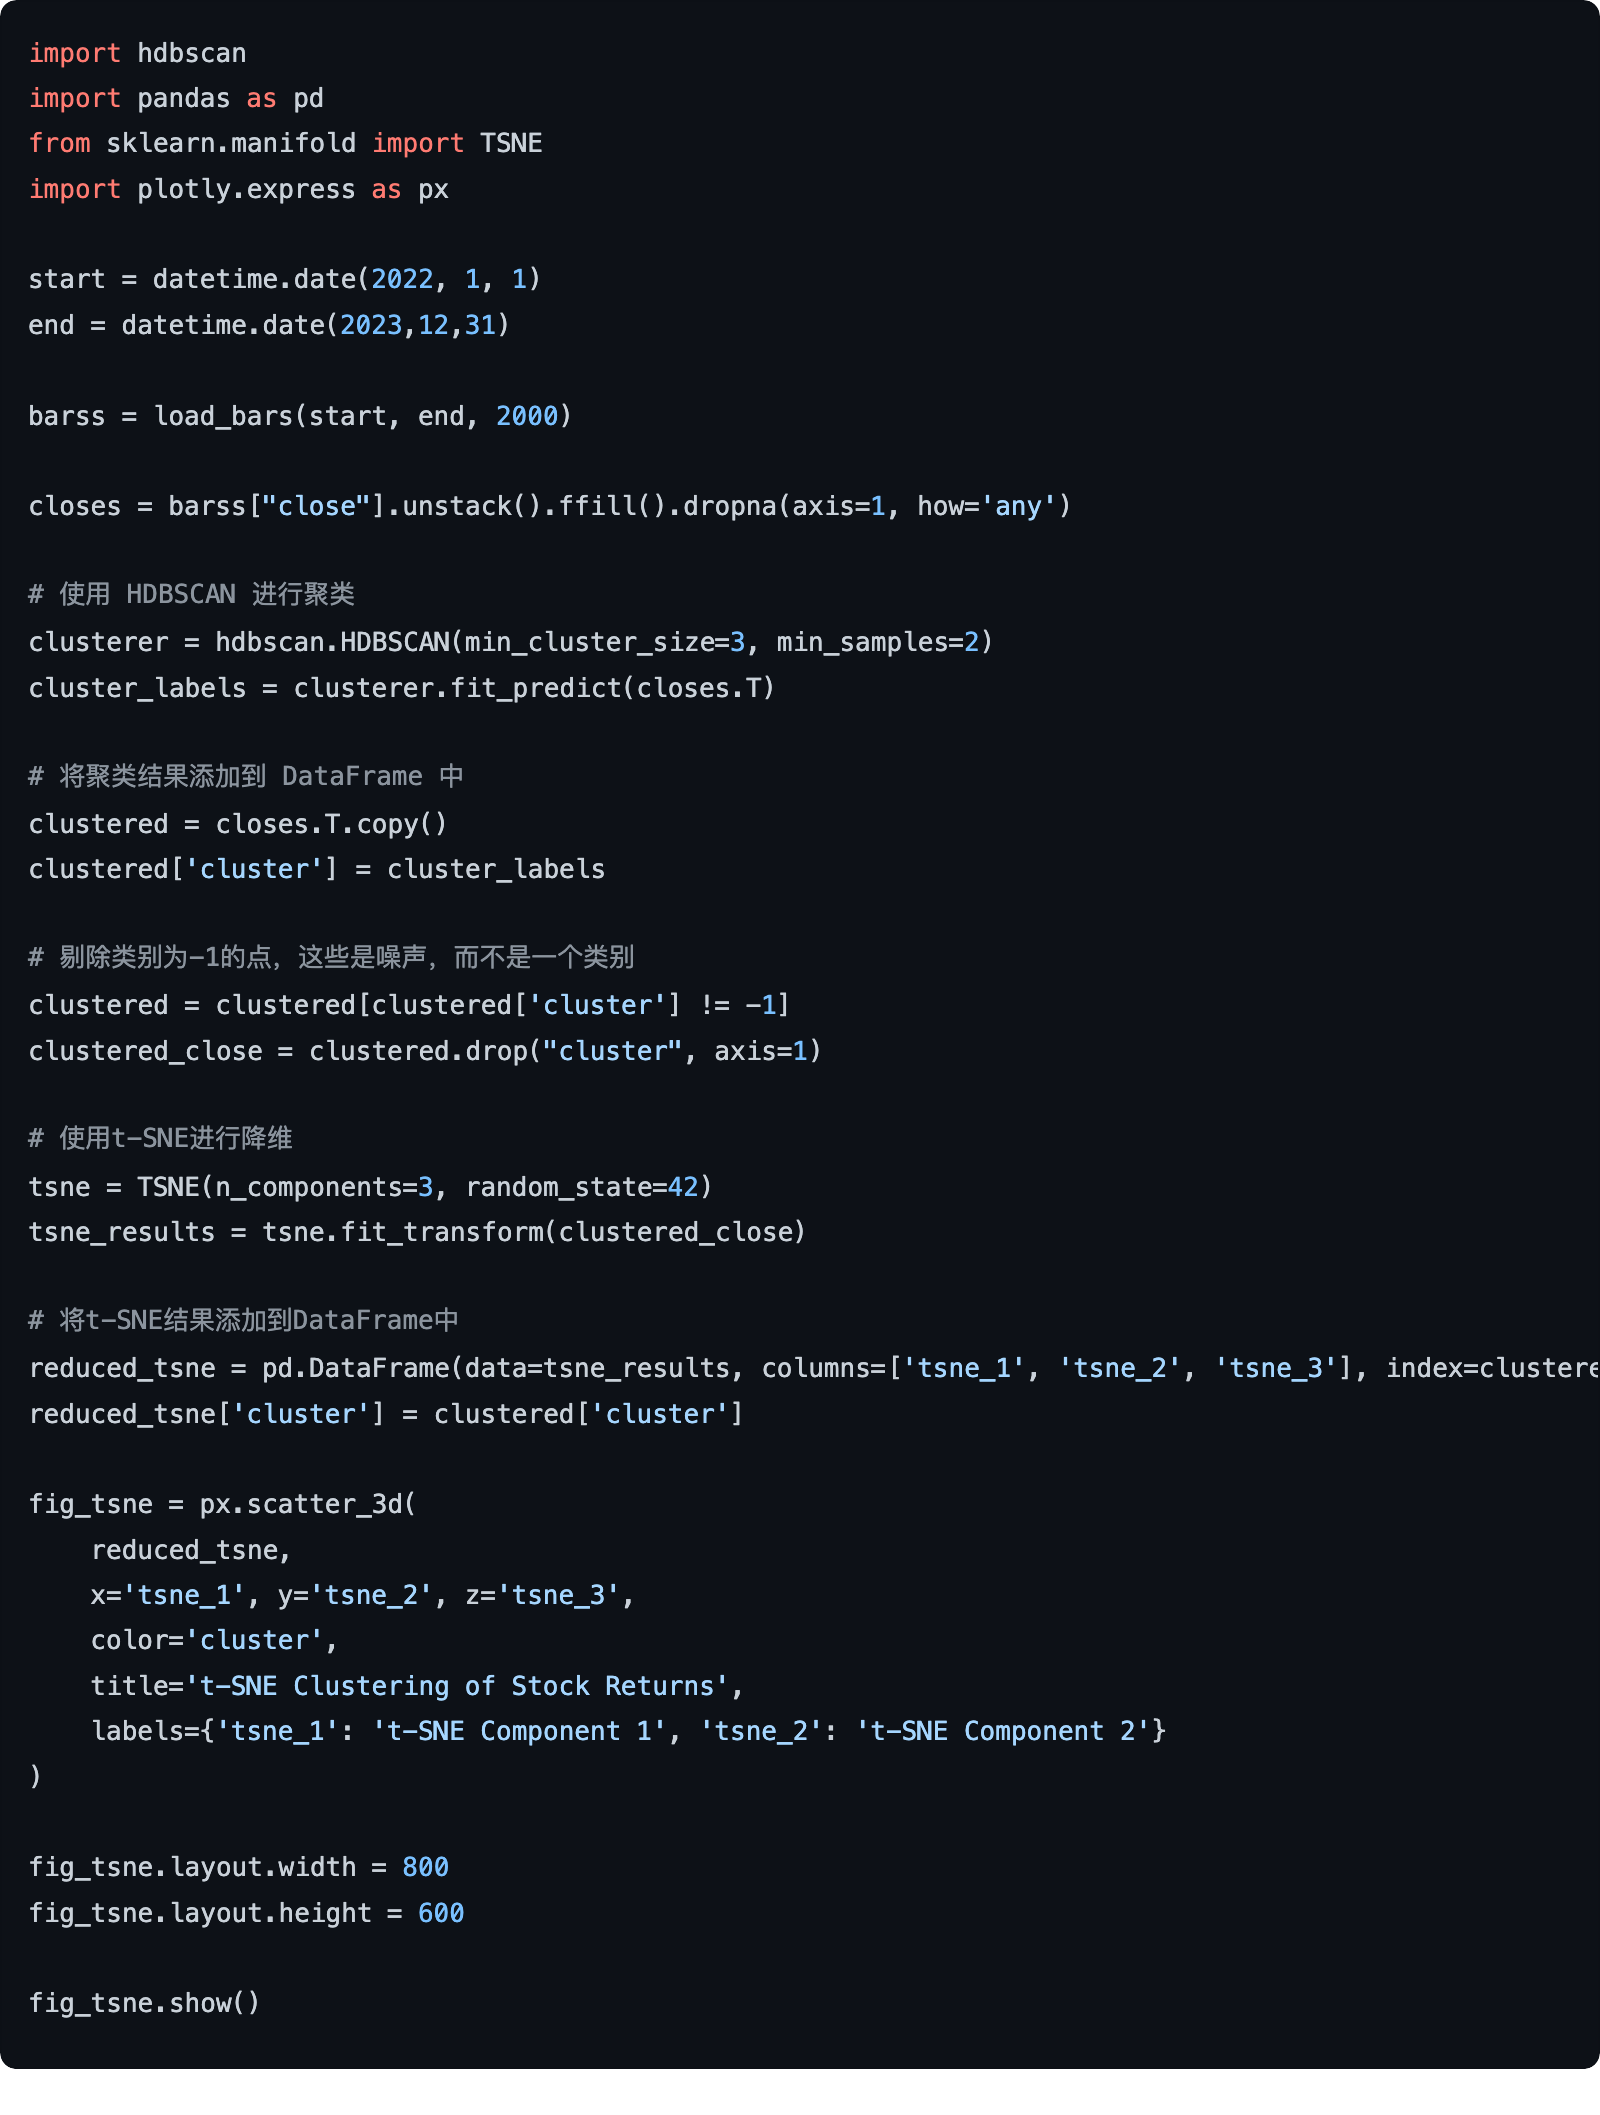 import hdbscan
import pandas as pd
from sklearn.manifold import TSNE
import plotly.express as px
start = datetime.date(2022, 1, 1)
end = datetime.date(2023,12,31)
barss = load_bars(start, end, 2000)
closes = barss["close"].unstack().ffill().dropna(axis=1, how='any')
# 使用 HDBSCAN 进行聚类
clusterer = hdbscan.HDBSCAN(min_cluster_size=3, min_samples=2)
cluster_labels = clusterer.fit_predict(closes.T)
# 将聚类结果添加到 DataFrame 中
clustered = closes.T.copy()
clustered['cluster'] = cluster_labels
# 剔除类别为-1的点，这些是噪声，而不是一个类别
clustered = clustered[clustered['cluster'] != -1]
clustered_close = clustered.drop("cluster", axis=1)
# 使用t-SNE进行降维
tsne = TSNE(n_components=3, random_state=42)
tsne_results = tsne.fit_transform(clustered_close)
# 将t-SNE结果添加到DataFrame中
reduced_tsne = pd.DataFrame(data=tsne_results, columns=['tsne_1', 'tsne_2', 'tsne_3'], index=clustere
reduced_tsne['cluster'] = clustered['cluster']
fig_tsne = px.scatter_3d(
    reduced_tsne,
    x='tsne_1', y='tsne_2', z='tsne_3',
    color='cluster',
    title='t-SNE Clustering of Stock Returns',
    labels={'tsne_1': 't-SNE Component 1', 'tsne_2': 't-SNE Component 2'}
)
fig_tsne.layout.width = 800
fig_tsne.layout.height = 600
fig_tsne.show()